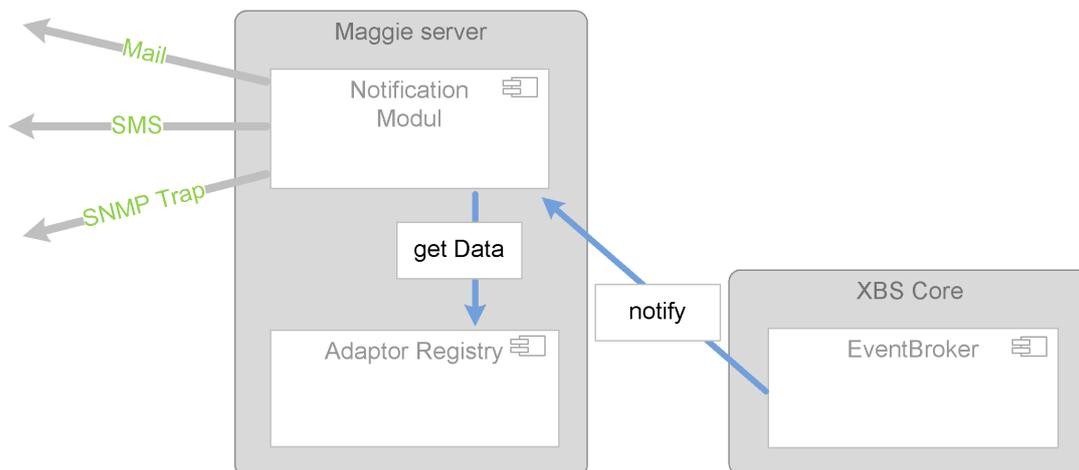 Maggie server
Mail
Notification
Modul
SMS
SNMP Trap
get Data
XBS Core
notify
Adaptor Registry
EventBroker